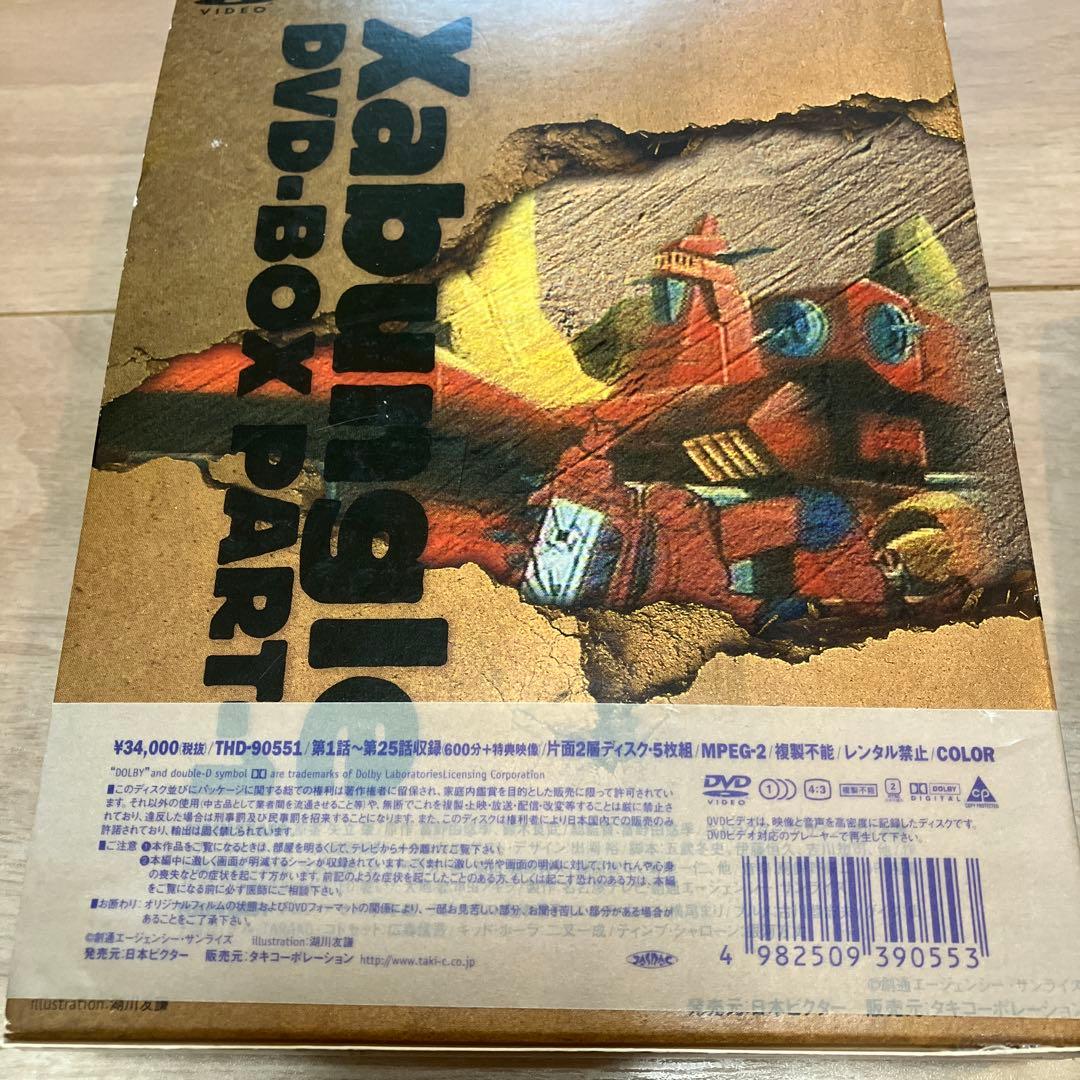 VIDEO
Xabungle
DVD-BOX PART-
¥34,000(税抜)/THD-90551/第1話〜第25話収録(600分+特典映像)/片面2層ディスク・5枚組/MPEG-2/複製不能/レンタル禁止/COLOR
"DOLBY"and double-D symbol are trademarks of Dolby LaboratoriesLicensing Corporation
■このディスク並びにパッケージに関する総ての権利は著作権者に留保され、家庭内鑑賞を目的とした販売に限って許可されています。
それ以外の使用(中古品として業者間を流通させること等)や、無断でこれを複製・上映・放送・配信・改変等することは厳に禁止さ
れており、違反した場合は刑事罰及び民事罰を招来することがあります。また、このディスクは権利者により日本国内での販売のみ
許諾されており、輸出は固く禁じられています。
■ご注意 ❶本作品をご覧になるときは、部屋を明るくして、テレビから十分離れてご覧下さい。
❷本編中に激しく画面が明滅するシーンが収録されています。ごくまれに激しい光や画面の明滅に対して、けいれんや心身
の喪失などの症状を起こす方がいます。前記のような症状を起こしたことのある方、もしくは起こす恐れのある方は、本編
をご覧になる前に必ず医師にご相談下さい。
■お断わり:オリジナルフィルムの状態およびDVDフォーマットの関係により、一部お見苦しい部分、お聞き苦しい部分がある場合が
あることをご了承下さい。
©創通エージェンシー・サンライズ illustration:湖川友謙
発売元:日本ビクター 販売元:タキコーポレーション http://www.taki-c.co.jp
DVD VIDEO 1 4:3 複製不能 2 DOLBY DIGITAL CP
DVDビデオは、映像と音声を高密度に記録したディスクです。
DVDビデオ対応のプレーヤーで再生して下さい。
JASRAC
4 982509 390553
©創通エージェンシー・サンライズ
illustration:湖川友謙
発売元:日本ビクター 販売元:タキコーポレーション